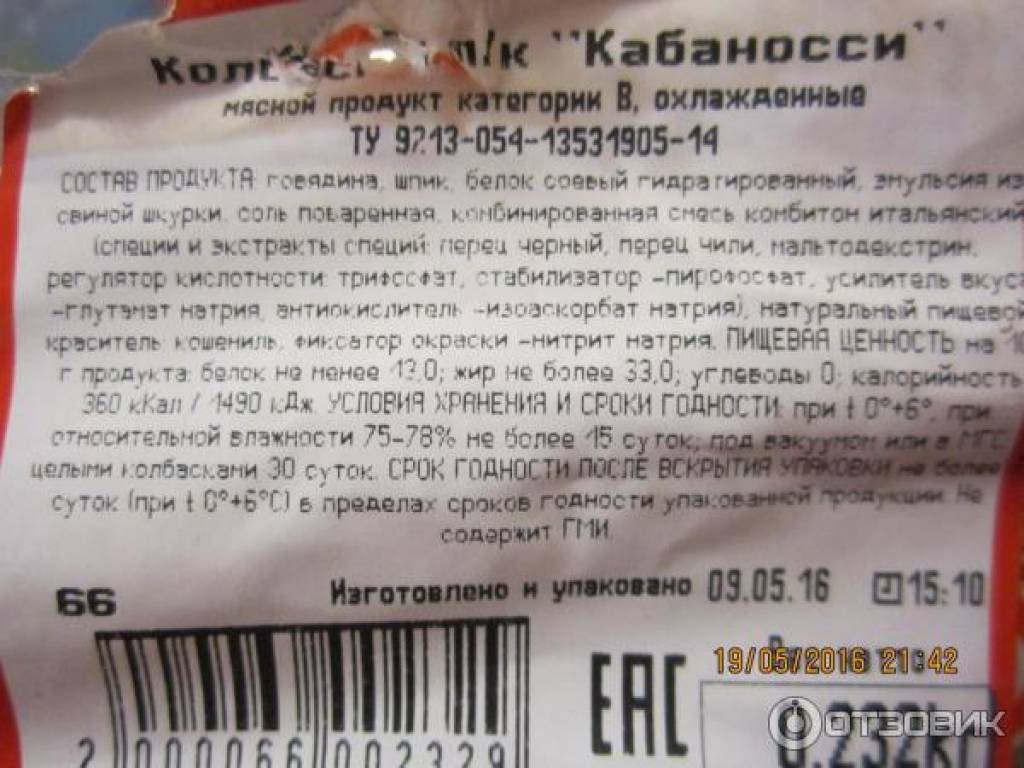 п/к "Кабаносси"
мясной продукт категории В, охлажденные
ТУ 9213-054-13531905-14
СОСТАВ ПРОДУКТА: говядина, шпик, белок соевый гидратированный, эмульсия из
свиной шкурки, соль поваренная, комбинированная смесь комбитон итальянский
(специи и экстракты специй: перец черный, перец чили, мальтодекстрин,
регулятор кислотности: трифосфат, стабилизатор -пирофосфат, усилитель вкуса
-глутамат натрия, антиокислитель -изоаскорбат натрия), натуральный пищевой
краситель кошениль, фиксатор окраски -нитрит натрия. ПИЩЕВАЯ ЦЕННОСТЬ на
г продукта: белок не менее 13,0; жир не более 33,0; углеводы 0; калорийность
360 кКал / 1490 кДж. УСЛОВИЯ ХРАНЕНИЯ И СРОКИ ГОДНОСТИ: при t 0°+6°, при
относительной влажности 75-78% не более 15 суток; под вакуумом или в МГС
целыми колбасками 30 суток. СРОК ГОДНОСТИ ПОСЛЕ ВСКРЫТИЯ УПАКОВКИ не более
суток (при t 0°+6°С) в пределах сроков годности упакованной продукции. Не
содержит ГМИ.
66
Изготовлено и упаковано 09.05.16 15:10
19/05/2016 21:42
EAC
0.232кг
2 000066 002329
ОТЗОВИК